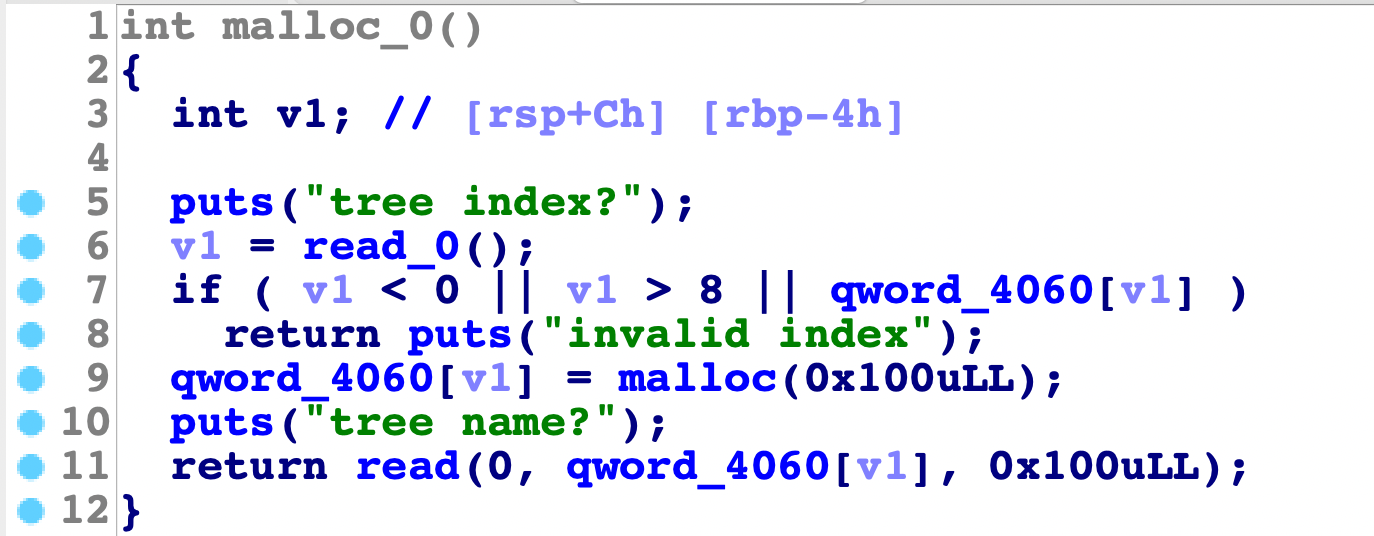 1 int malloc_0()
2 {
3   int v1; // [rsp+Ch] [rbp-4h]
4
5   puts("tree index?");
6   v1 = read_0();
7   if ( v1 < 0 || v1 > 8 || qword_4060[v1] )
8     return puts("invalid index");
9   qword_4060[v1] = malloc(0x100uLL);
10   puts("tree name?");
11   return read(0, qword_4060[v1], 0x100uLL);
12 }